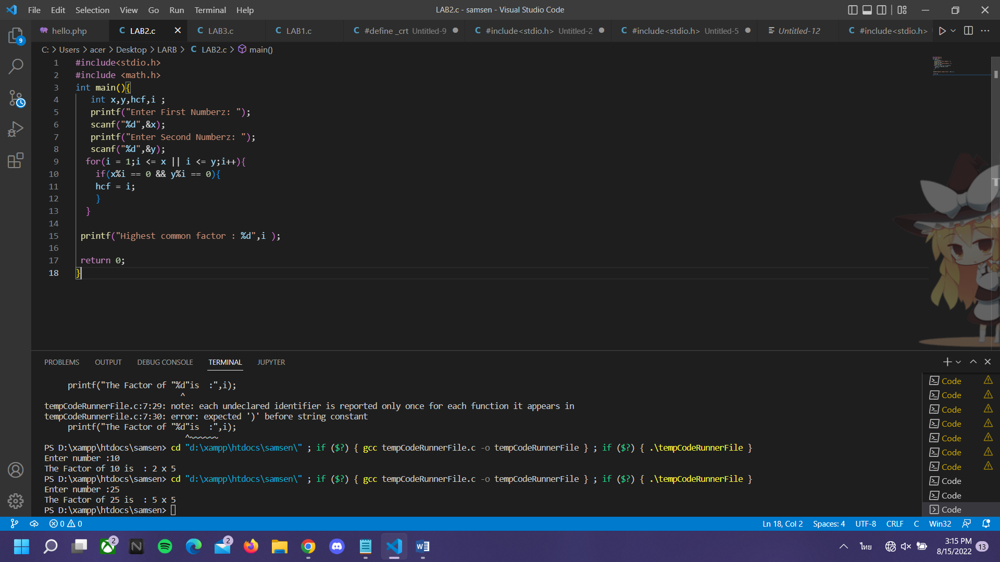 File Edit Selection View Go Run Terminal Help LAB2.c - samsen - Visual Studio Code
hello.php LAB2.c LAB3.c LAB1.c #define _crt Untitled-9 #include<stdio.h> Untitled-2 #include<stdio.h> Untitled-5 Untitled-12 #include<stdio.h>
C: > Users > acer > Desktop > LARB > C LAB2.c > main()
1 #include<stdio.h>
2 #include <math.h>
3 int main(){
4 int x,y,hcf,i ;
5 printf("Enter First Numberz: ");
6 scanf("%d",&x);
7 printf("Enter Second Numberz: ");
8 scanf("%d",&y);
9 for(i = 1;i <= x || i <= y;i++){
10 if(x%i == 0 && y%i == 0){
11 hcf = i;
12 }
13 }
14
15 printf("Highest common factor : %d",i );
16
17 return 0;
18 }
PROBLEMS OUTPUT DEBUG CONSOLE TERMINAL JUPYTER
printf("The Factor of "%d"is  :",i);
^
tempCodeRunnerFile.c:7:29: note: each undeclared identifier is reported only once for each function it appears in
tempCodeRunnerFile.c:7:30: error: expected ')' before string constant
printf("The Factor of "%d"is  :",i);
^~~~~~~
PS D:\xampp\htdocs\samsen> cd "d:\xampp\htdocs\samsen\" ; if ($?) { gcc tempCodeRunnerFile.c -o tempCodeRunnerFile } ; if ($?) { .\tempCodeRunnerFile }
Enter number :10
The Factor of 10 is  : 2 x 5
PS D:\xampp\htdocs\samsen> cd "d:\xampp\htdocs\samsen\" ; if ($?) { gcc tempCodeRunnerFile.c -o tempCodeRunnerFile } ; if ($?) { .\tempCodeRunnerFile }
Enter number :25
The Factor of 25 is  : 5 x 5
PS D:\xampp\htdocs\samsen>
Code
Code
Code
Code
Code
Code
Code
Code
Code
Code
9
0 0 Ln 18, Col 2 Spaces: 4 UTF-8 CRLF C Win32
2 2 ไทย 3:15 PM 13
8/15/2022